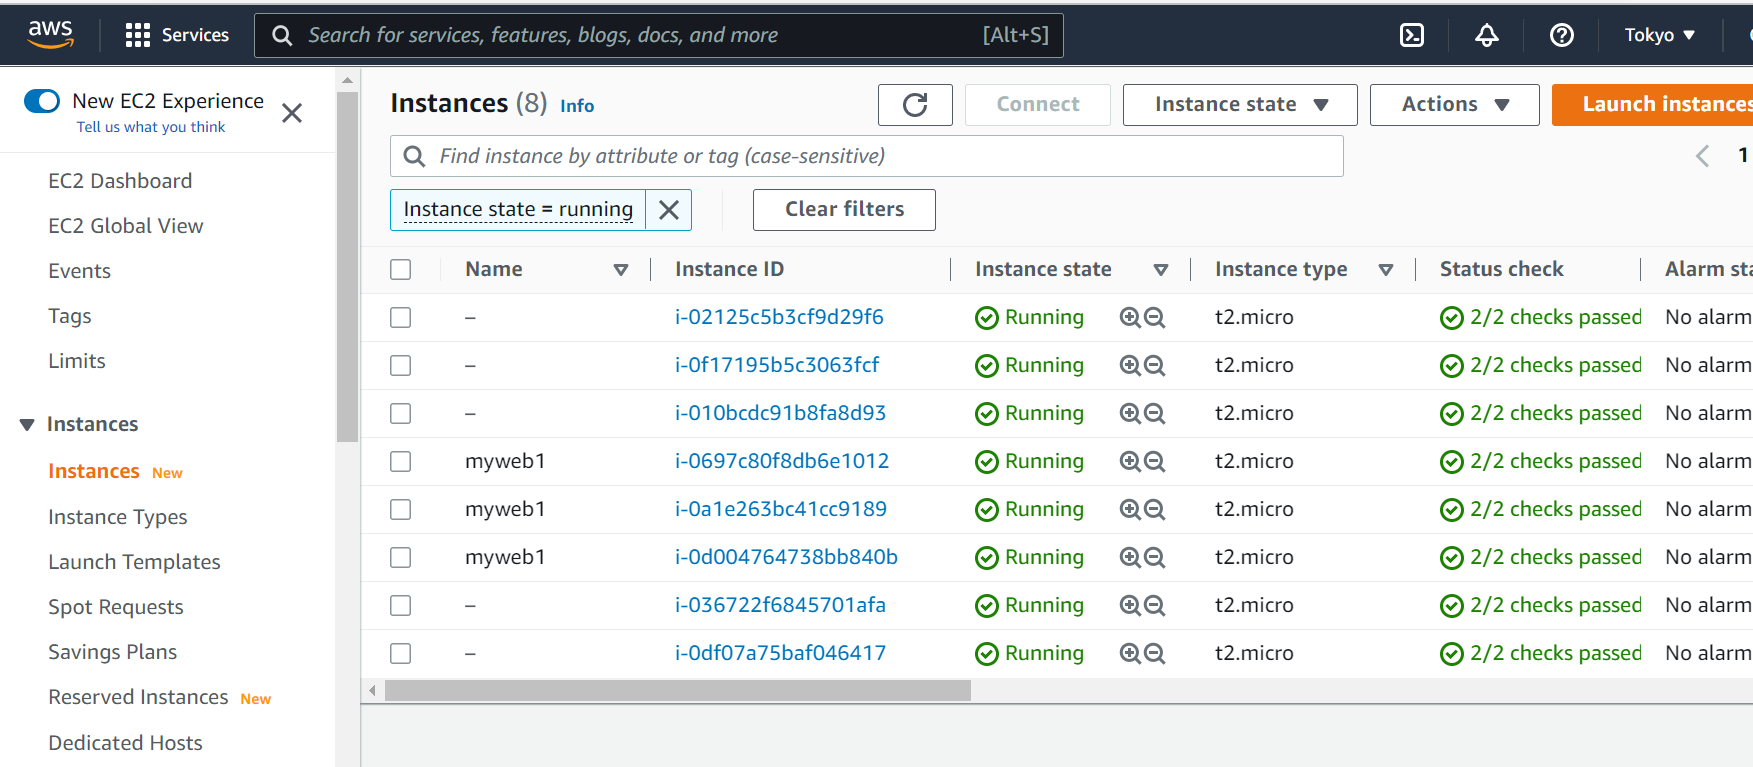 aws
Services
Search for services, features, blogs, docs, and more [Alt+S]
Tokyo
New EC2 Experience
Tell us what you think
EC2 Dashboard
EC2 Global View
Events
Tags
Limits
Instances
Instances New
Instance Types
Launch Templates
Spot Requests
Savings Plans
Reserved Instances New
Dedicated Hosts
Instances (8) Info
Connect
Instance state
Actions
Launch instances
Find instance by attribute or tag (case-sensitive)
1
Instance state = running
Clear filters
Name Instance ID Instance state Instance type Status check Alarm sta
– i-02125c5b3cf9d29f6 Running t2.micro 2/2 checks passed No alarm
– i-0f17195b5c3063fcf Running t2.micro 2/2 checks passed No alarm
– i-010bcdc91b8fa8d93 Running t2.micro 2/2 checks passed No alarm
myweb1 i-0697c80f8db6e1012 Running t2.micro 2/2 checks passed No alarm
myweb1 i-0a1e263bc41cc9189 Running t2.micro 2/2 checks passed No alarm
myweb1 i-0d004764738bb840b Running t2.micro 2/2 checks passed No alarm
– i-036722f6845701afa Running t2.micro 2/2 checks passed No alarm
– i-0df07a75baf046417 Running t2.micro 2/2 checks passed No alarm